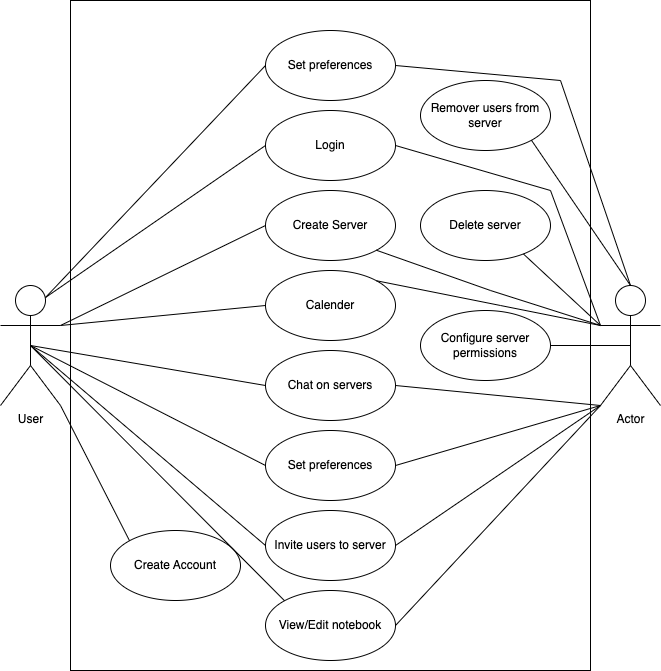 Set preferences
Remover users from
server
Login
Create Server
Delete server
Calender
Configure server
permissions
Chat on servers
User
Actor
Set preferences
Invite users to server
Create Account
View/Edit notebook